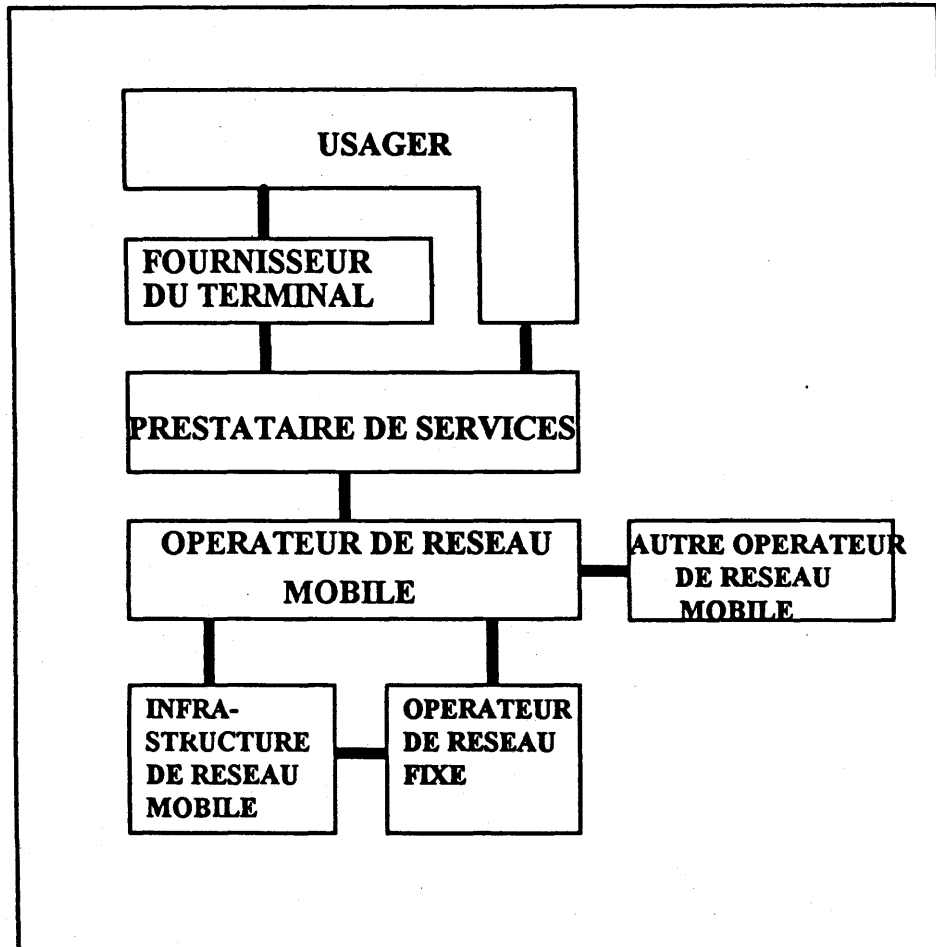 USAGER
FOURNISSEUR
DU TERMINAL
PRESTATAIRE DE SERVICES
OPERATEUR DE RESEAU
MOBILE
AUTRE OPERATEUR
DE RESEAU
MOBILE
INFRA-
STRUCTURE
DE RESEAU
MOBILE
OPERATEUR
DE RESEAU
FIXE